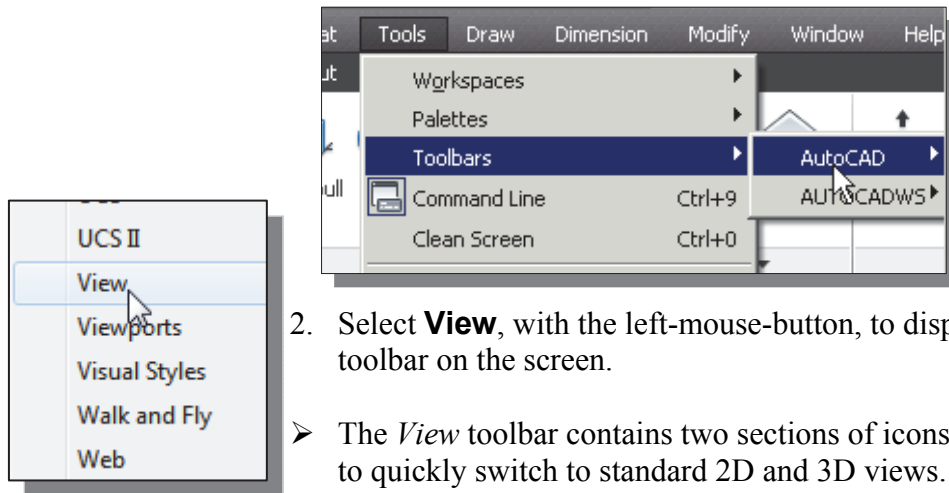 Tools Draw Dimension Modify Window Help
Workspaces
Palettes
Toolbars AutoCAD
Command Line Ctrl+9 AUTOCADWS
Clean Screen Ctrl+0
UCS II
View
Viewports
Visual Styles
Walk and Fly
Web
2. Select View, with the left-mouse-button, to disp
toolbar on the screen.
➢ The View toolbar contains two sections of icons
to quickly switch to standard 2D and 3D views.